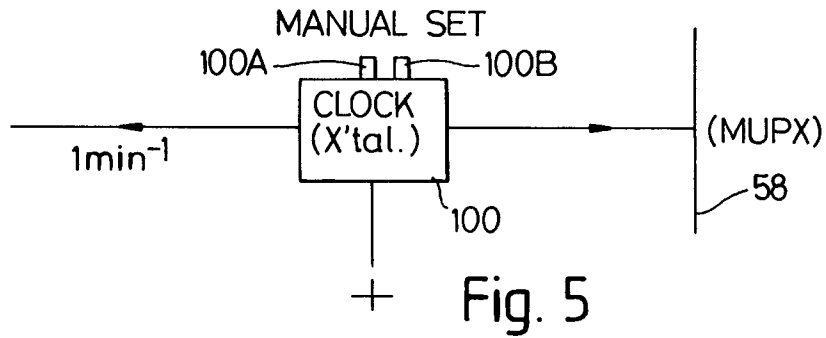 MANUAL SET
100A 100B
CLOCK
(X'tal.)
(MUPX)
1min⁻¹
58
100
Fig. 5